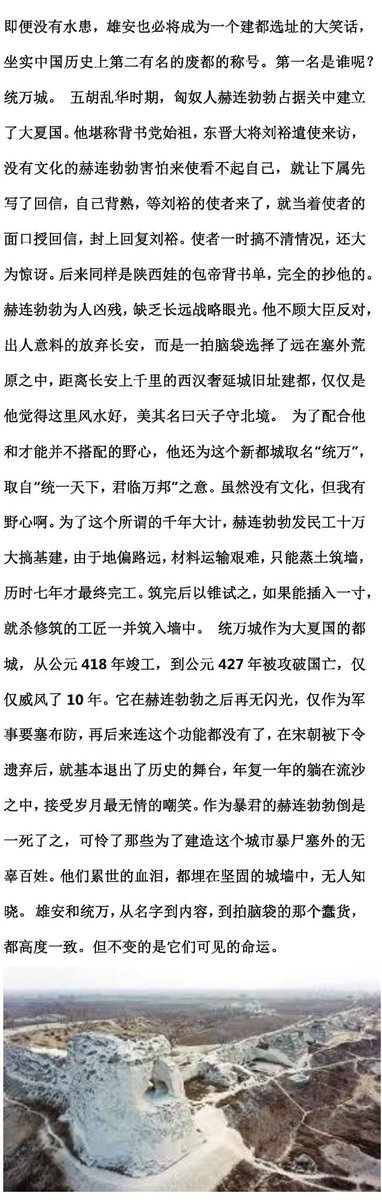 即便没有水患，雄安也必将成为一个建都选址的大笑话，
坐实中国历史上第二有名的废都的称号。第一名是谁呢？
统万城。 五胡乱华时期，匈奴人赫连勃勃占据关中建立
了大夏国。他堪称背书党始祖，东晋大将刘裕遣使来访，
没有文化的赫连勃勃害怕来使看不起自己，就让下属先
写了回信，自己背熟，等刘裕的使者来了，就当着使者的
面口授回信，封上回复刘裕。使者一时搞不清情况，还大
为惊讶。后来同样是陕西娃的包帝背书单，完全的抄他的。
赫连勃勃为人凶残，缺乏长远战略眼光。他不顾大臣反对，
出人意料的放弃长安，而是一拍脑袋选择了远在塞外荒
原之中，距离长安上千里的西汉奢延城旧址建都，仅仅是
他觉得这里风水好，美其名曰天子守北境。 为了配合他
和才能并不搭配的野心，他还为这个新都城取名“统万”，
取自“统一天下，君临万邦”之意。虽然没有文化，但我有
野心啊。为了这个所谓的千年大计，赫连勃勃发民工十万
大搞基建，由于地偏路远，材料运输艰难，只能蒸土筑墙，
历时七年才最终完工。筑完后以锥试之，如果能插入一寸，
就杀修筑的工匠一并筑入墙中。 统万城作为大夏国的都
城，从公元 418 年竣工，到公元 427 年被攻破国亡，仅
仅威风了 10 年。它在赫连勃勃之后再无闪光，仅作为军
事要塞布防，再后来连这个功能都没有了，在宋朝被下令
遗弃后，就基本退出了历史的舞台，年复一年的躺在流沙
之中，接受岁月最无情的嘲笑。作为暴君的赫连勃勃倒是
一死了之，可怜了那些为了建造这个城市暴尸塞外的无
辜百姓。他们累世的血泪，都埋在坚固的城墙中，无人知
晓。 雄安和统万，从名字到内容，到拍脑袋的那个蠢货，
都高度一致。但不变的是它们可见的命运。